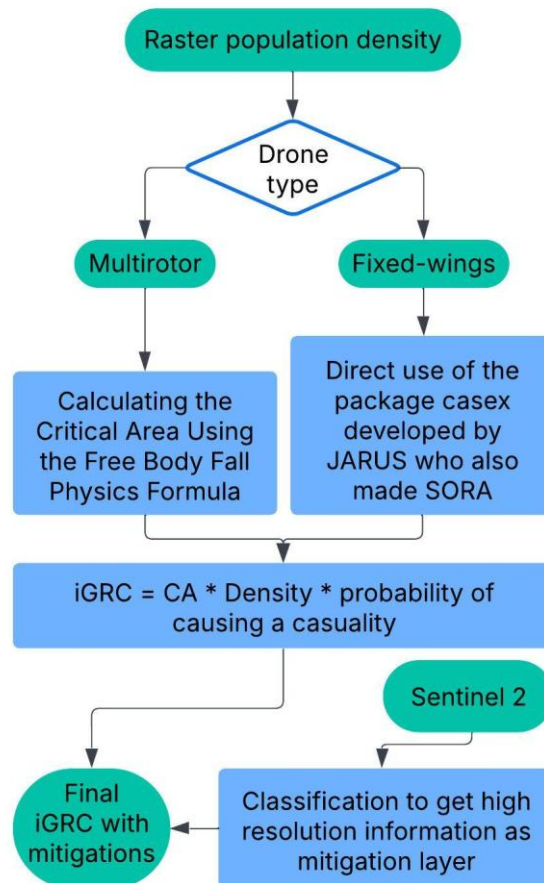 Raster population density
Drone
type
Multirotor
Fixed-wings
Calculating the
Critical Area Using
the Free Body Fall
Physics Formula
Direct use of the
package casex
developed by
JARUS who also
made SORA
iGRC = CA * Density * probability of
causing a casuality
Sentinel 2
Final
iGRC with
mitigations
Classification to get high
resolution information as
mitigation layer